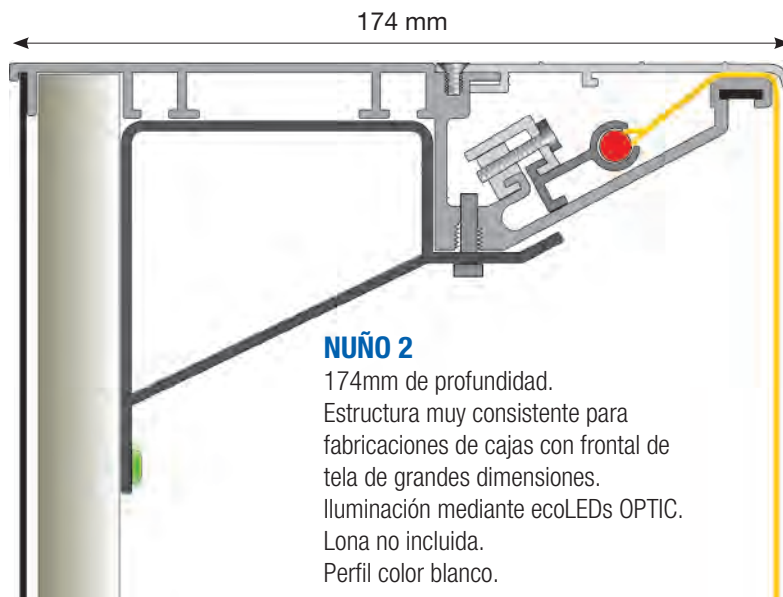 174 mm
NUÑO 2
174mm de profundidad.
Estructura muy consistente para
fabricaciones de cajas con frontal de
tela de grandes dimensiones.
Iluminación mediante ecoLEDs OPTIC.
Lona no incluida.
Perfil color blanco.